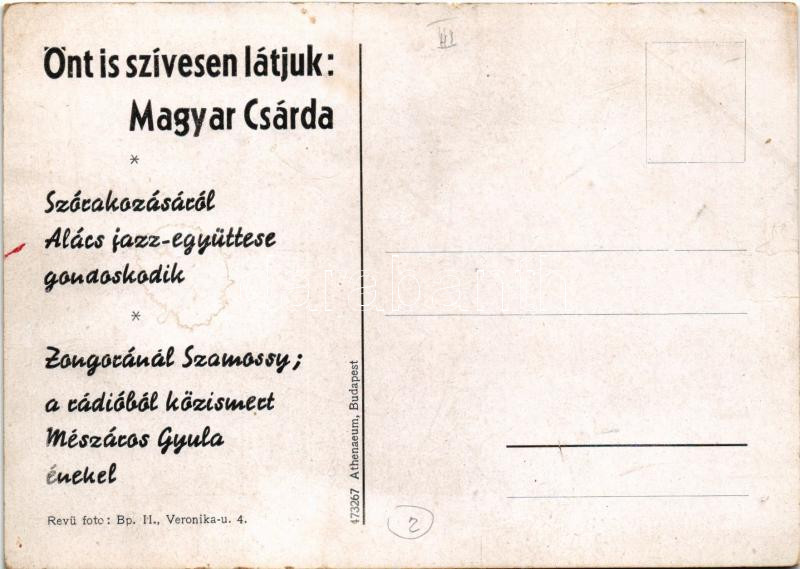 Önt is szívesen látjuk:
Magyar Csárda
*
Szórakozásáról
Alács jazz-együttese
gondoskodik
*
Zongoránál Szamossy;
a rádióból közismert
Mészáros Gyula
énekel
Revü foto: Bp. II., Veronika-u. 4.
473267 Athenaeum, Budapest
2